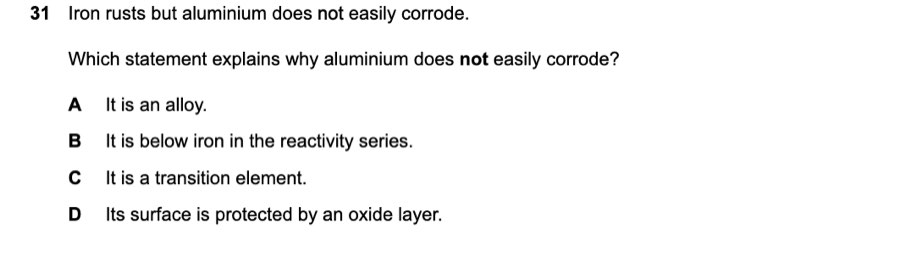 31 Iron rusts but aluminium does not easily corrode.
Which statement explains why aluminium does not easily corrode?
A It is an alloy.
B It is below iron in the reactivity series.
C It is a transition element.
D Its surface is protected by an oxide layer.